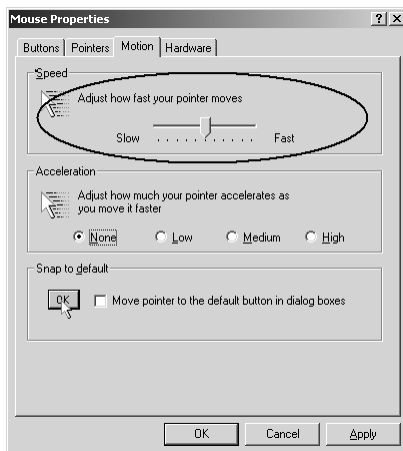 Mouse Properties
Buttons Pointers Motion Hardware
Speed
Adjust how fast your pointer moves
Slow Fast
Acceleration
Adjust how much your pointer accelerates as
you move it faster
None Low Medium High
Snap to default
OK Move pointer to the default button in dialog boxes
OK Cancel Apply